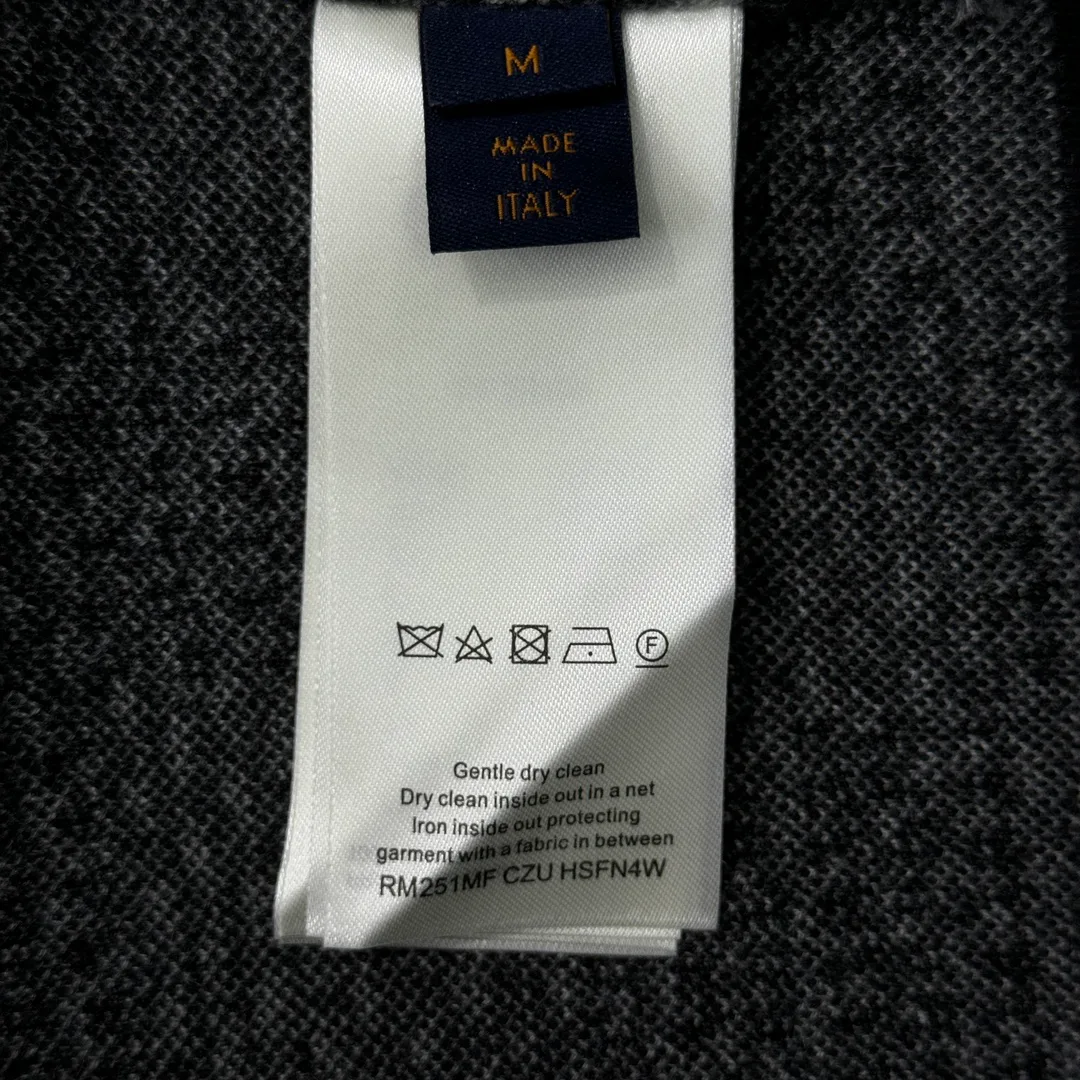 M
MADE
IN
ITALY
F
Gentle dry clean
Dry clean inside out in a net
Iron inside out protecting
garment with a fabric in between
RM251MF CZU HSFN4W